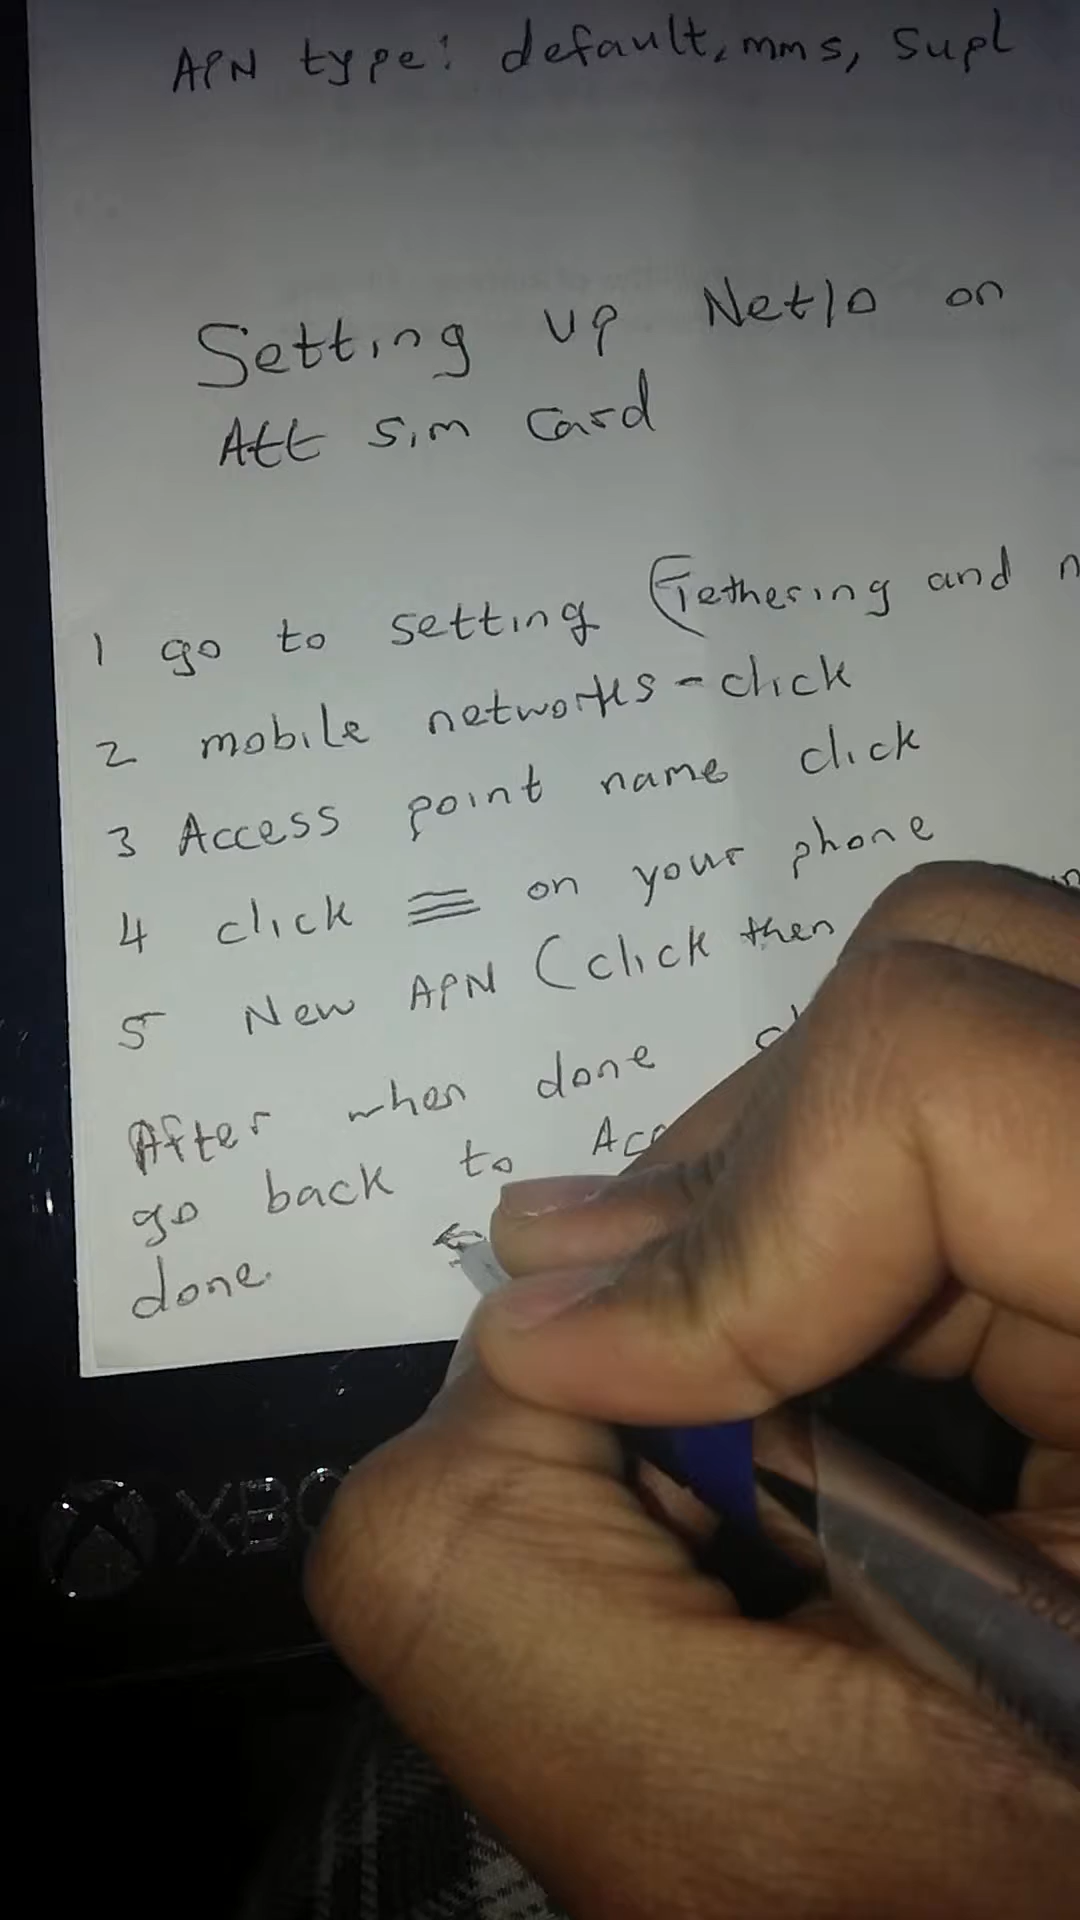 APN type: default, mms, supl
Setting up Net10 on
Att sim card
1 go to setting (Tethering and
2 mobile networks - click
3 Access point name click
4 click ≡ on your phone
5 New APN (click then
After when done
go back to
done.
XBO